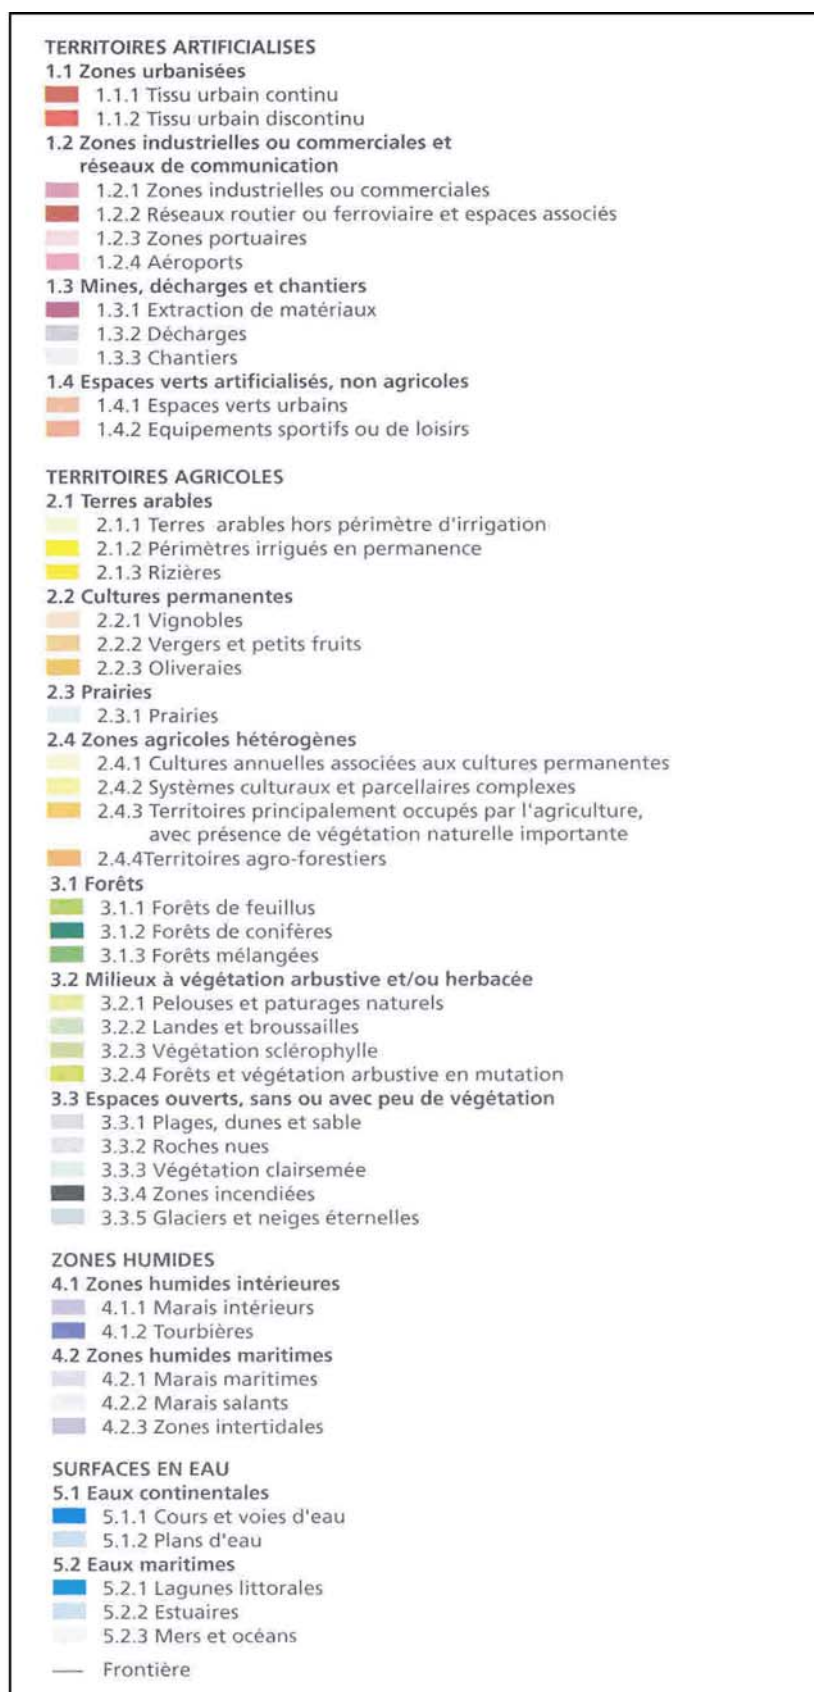 TERRITOIRES ARTIFICIALISES
1.1 Zones urbanisées
1.1.1 Tissu urbain continu
1.1.2 Tissu urbain discontinu
1.2 Zones industrielles ou commerciales et
réseaux de communication
1.2.1 Zones industrielles ou commerciales
1.2.2 Réseaux routier ou ferroviaire et espaces associés
1.2.3 Zones portuaires
1.2.4 Aéroports
1.3 Mines, décharges et chantiers
1.3.1 Extraction de matériaux
1.3.2 Décharges
1.3.3 Chantiers
1.4 Espaces verts artificialisés, non agricoles
1.4.1 Espaces verts urbains
1.4.2 Equipements sportifs ou de loisirs
TERRITOIRES AGRICOLES
2.1 Terres arables
2.1.1 Terres arables hors périmètre d'irrigation
2.1.2 Périmètres irrigués en permanence
2.1.3 Rizières
2.2 Cultures permanentes
2.2.1 Vignobles
2.2.2 Vergers et petits fruits
2.2.3 Oliveraies
2.3 Prairies
2.3.1 Prairies
2.4 Zones agricoles hétérogènes
2.4.1 Cultures annuelles associées aux cultures permanentes
2.4.2 Systèmes culturaux et parcellaires complexes
2.4.3 Territoires principalement occupés par l'agriculture,
avec présence de végétation naturelle importante
2.4.4Territoires agro-forestiers
3.1 Forêts
3.1.1 Forêts de feuillus
3.1.2 Forêts de conifères
3.1.3 Forêts mélangées
3.2 Milieux à végétation arbustive et/ou herbacée
3.2.1 Pelouses et paturages naturels
3.2.2 Landes et broussailles
3.2.3 Végétation sclérophylle
3.2.4 Forêts et végétation arbustive en mutation
3.3 Espaces ouverts, sans ou avec peu de végétation
3.3.1 Plages, dunes et sable
3.3.2 Roches nues
3.3.3 Végétation clairsemée
3.3.4 Zones incendiées
3.3.5 Glaciers et neiges éternelles
ZONES HUMIDES
4.1 Zones humides intérieures
4.1.1 Marais intérieurs
4.1.2 Tourbières
4.2 Zones humides maritimes
4.2.1 Marais maritimes
4.2.2 Marais salants
4.2.3 Zones intertidales
SURFACES EN EAU
5.1 Eaux continentales
5.1.1 Cours et voies d'eau
5.1.2 Plans d'eau
5.2 Eaux maritimes
5.2.1 Lagunes littorales
5.2.2 Estuaires
5.2.3 Mers et océans
Frontière